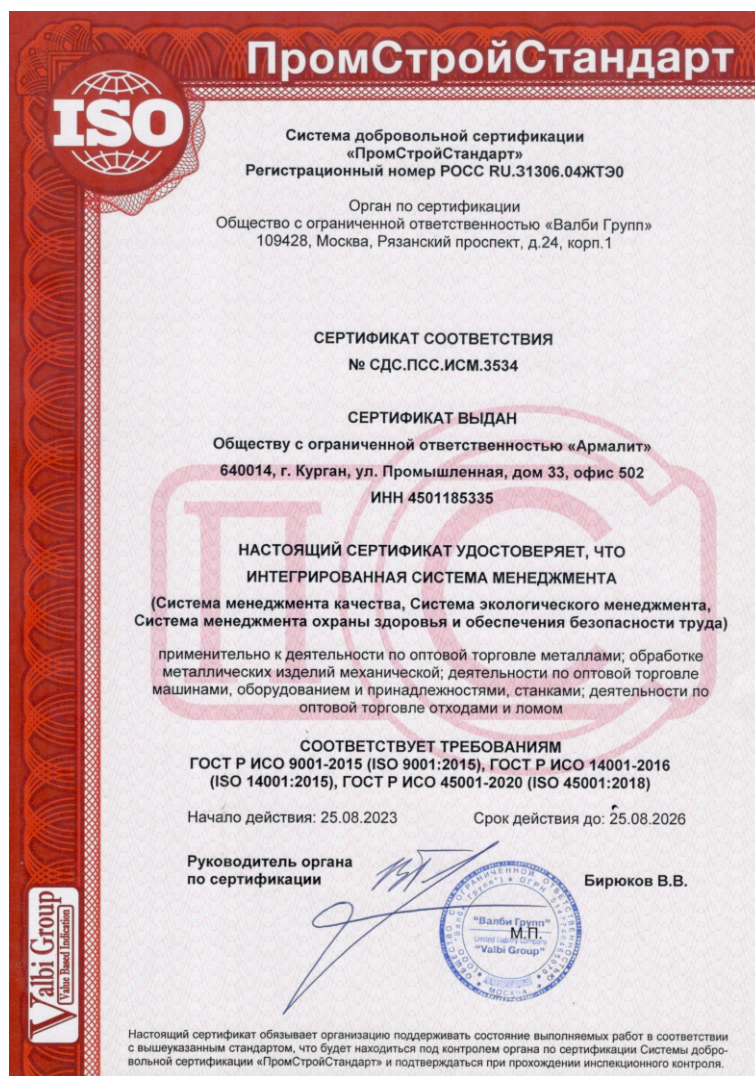 ПромСтройСтандарт
ISO
Система добровольной сертификации
«ПромСтройСтандарт»
Регистрационный номер РОСС RU.31306.04ЖТЭ0
Орган по сертификации
Общество с ограниченной ответственностью «Валби Групп»
109428, Москва, Рязанский проспект, д.24, корп.1
СЕРТИФИКАТ СООТВЕТСТВИЯ
№ СДС.ПСС.ИСМ.3534
СЕРТИФИКАТ ВЫДАН
Обществу с ограниченной ответственностью «Армалит»
640014, г. Курган, ул. Промышленная, дом 33, офис 502
ИНН 4501185335
НАСТОЯЩИЙ СЕРТИФИКАТ УДОСТОВЕРЯЕТ, ЧТО
ИНТЕГРИРОВАННАЯ СИСТЕМА МЕНЕДЖМЕНТА
(Система менеджмента качества, Система экологического менеджмента,
Система менеджмента охраны здоровья и обеспечения безопасности труда)
применительно к деятельности по оптовой торговле металлами; обработке
металлических изделий механической; деятельности по оптовой торговле
машинами, оборудованием и принадлежностями, станками; деятельности по
оптовой торговле отходами и ломом
СООТВЕТСТВУЕТ ТРЕБОВАНИЯМ
ГОСТ Р ИСО 9001-2015 (ISO 9001:2015), ГОСТ Р ИСО 14001-2016
(ISO 14001:2015), ГОСТ Р ИСО 45001-2020 (ISO 45001:2018)
Начало действия: 25.08.2023 Срок действия до: 25.08.2026
Руководитель органа
по сертификации
Бирюков В.В.
"Валби Групп"
М.П.
Limited Liability Company
"Valbi Group"
МОСКВА
Valbi Group
Value Based Indication
Настоящий сертификат обязывает организацию поддерживать состояние выполняемых работ в соответствии
с вышеуказанным стандартом, что будет находиться под контролем органа по сертификации Системы добро-
вольной сертификации «ПромСтройСтандарт» и подтверждаться при прохождении инспекционного контроля.